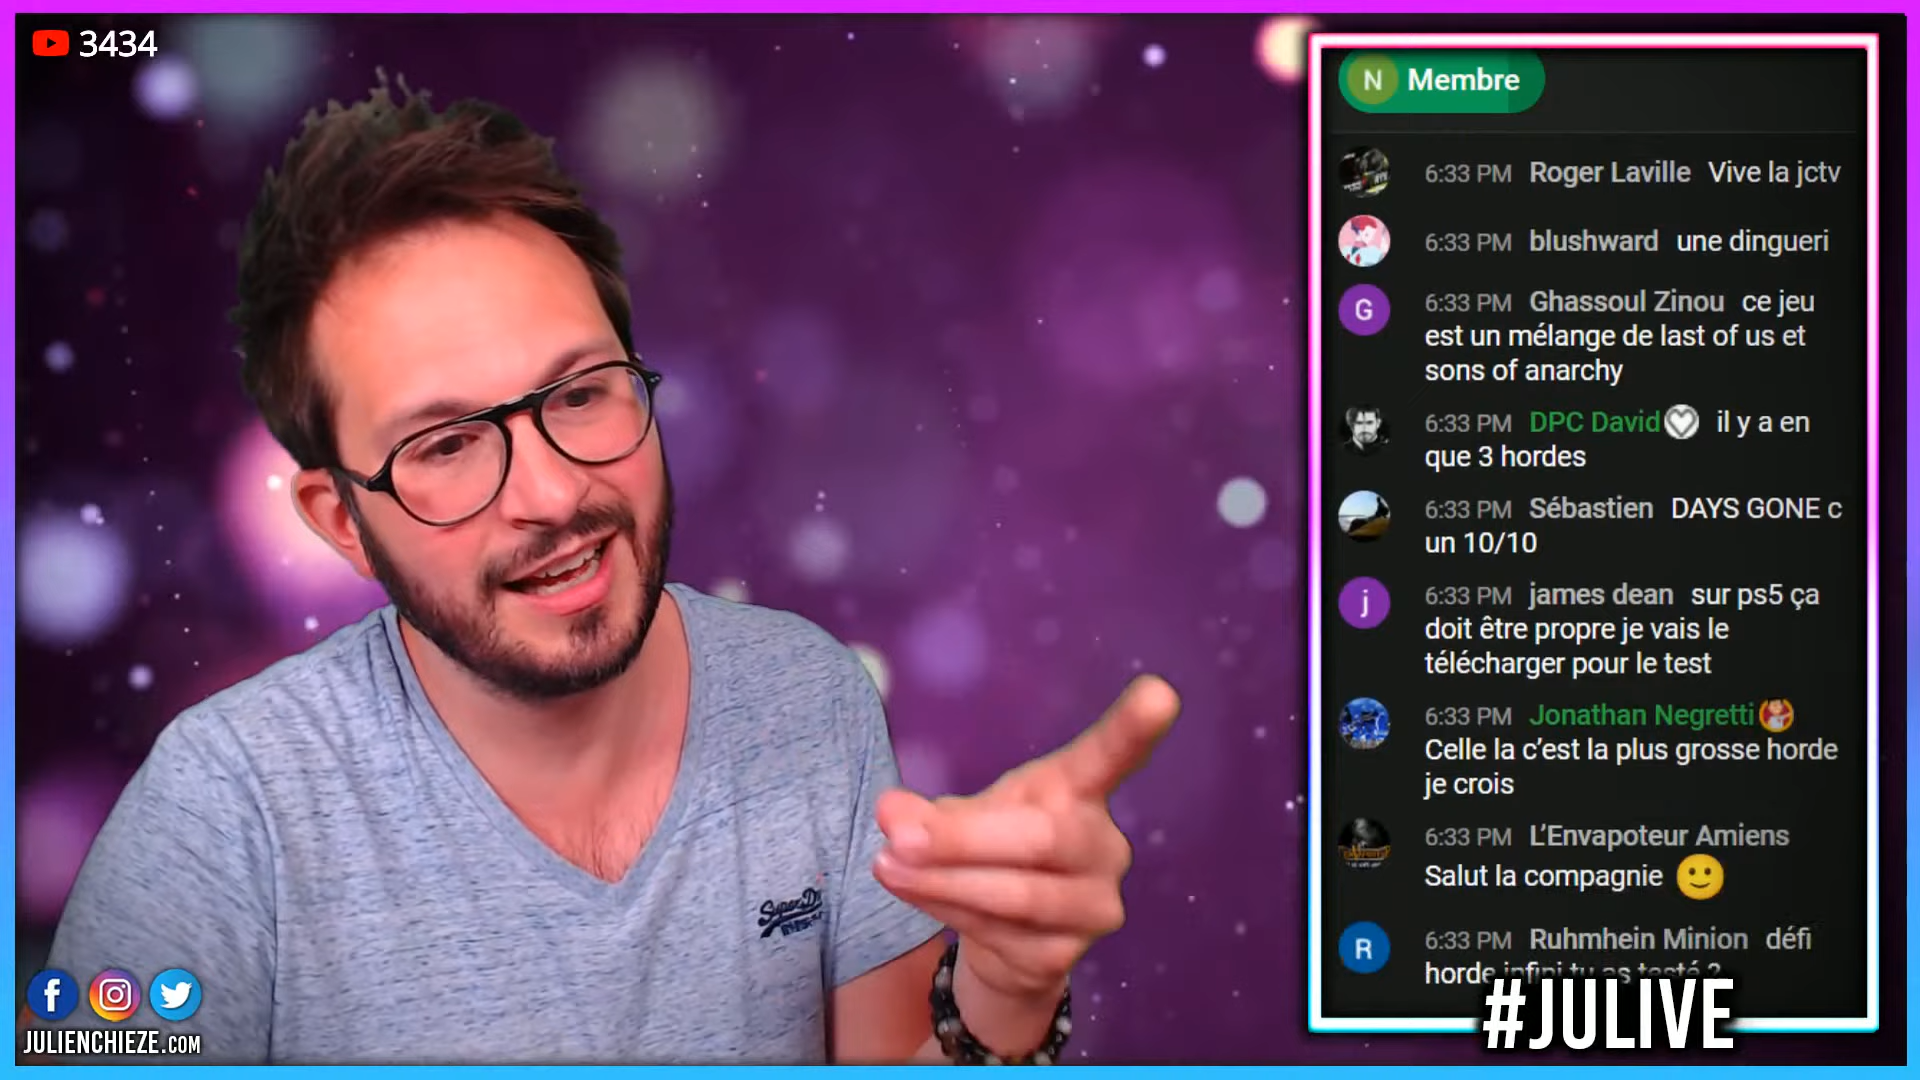 3434
N Membre
6:33 PM Roger Laville Vive la jctv
6:33 PM blushward une dingueri
G 6:33 PM Ghassoul Zinou ce jeu
est un mélange de last of us et
sons of anarchy
6:33 PM DPC David il y a en
que 3 hordes
6:33 PM Sébastien DAYS GONE c
un 10/10
j 6:33 PM james dean sur ps5 ça
doit être propre je vais le
télécharger pour le test
6:33 PM Jonathan Negretti
Celle la c’est la plus grosse horde
je crois
6:33 PM L’Envapoteur Amiens
Salut la compagnie
R 6:33 PM Ruhmhein Minion défi
horde infini tu as testé ?
#JULIVE
JULIENCHIEZE.COM